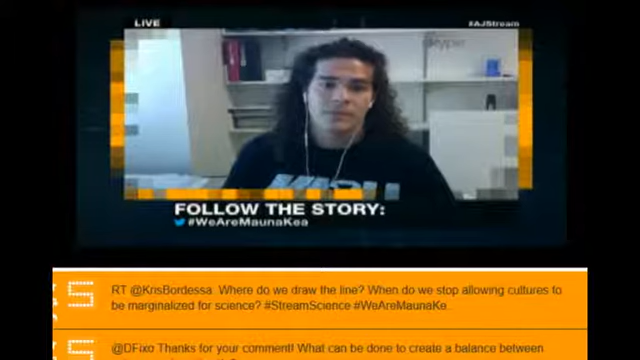 LIVE
#AJStream
skype
FOLLOW THE STORY:
#WeAreMaunaKea
RT @KrisBordessa: Where do we draw the line? When do we stop allowing cultures to
be marginalized for science? #StreamScience #WeAreMaunaKe...
@DFixo Thanks for your comment! What can be done to create a balance between